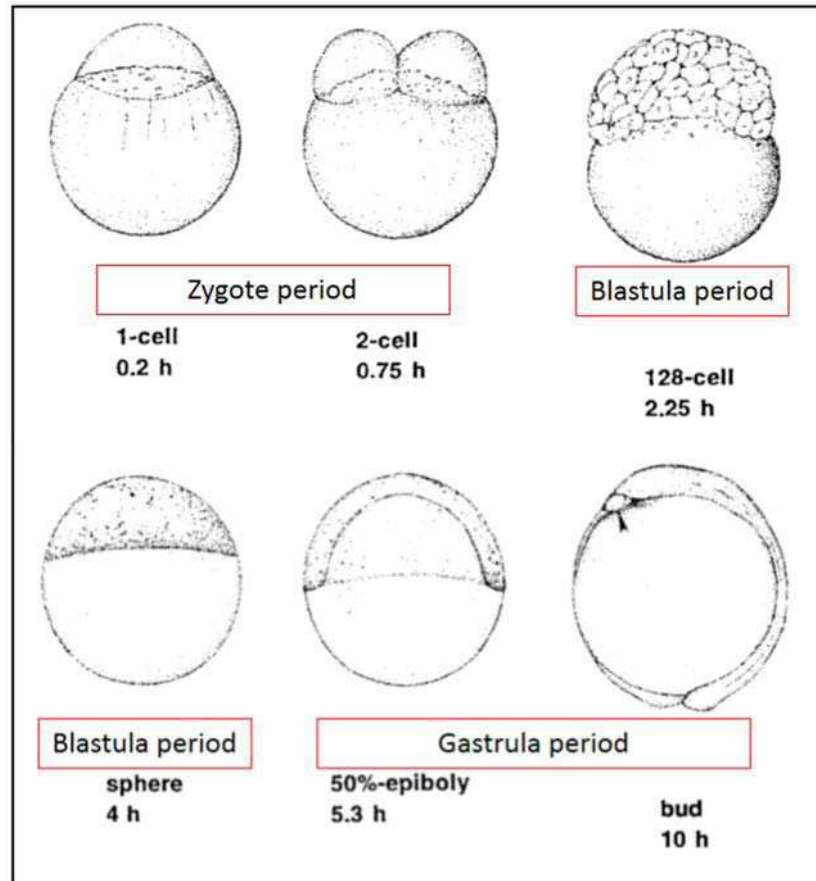 Zygote period
Blastula period
1-cell
0.2 h
2-cell
0.75 h
128-cell
2.25 h
Blastula period
Gastrula period
sphere
4 h
50%-epiboly
5.3 h
bud
10 h